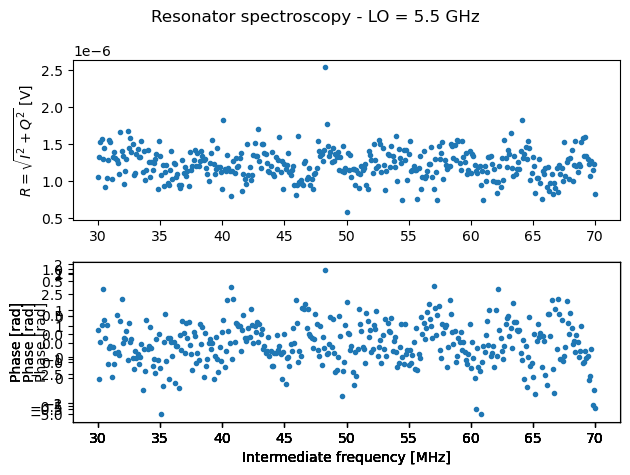 Resonator spectroscopy - LO = 5.5 GHz
1e−6
R = √I² + Q² [V]
2.5
2.0
1.5
1.0
0.5
30 35 40 45 50 55 60 65 70
Phase [rad]
30 35 40 45 50 55 60 65 70
Intermediate frequency [MHz]